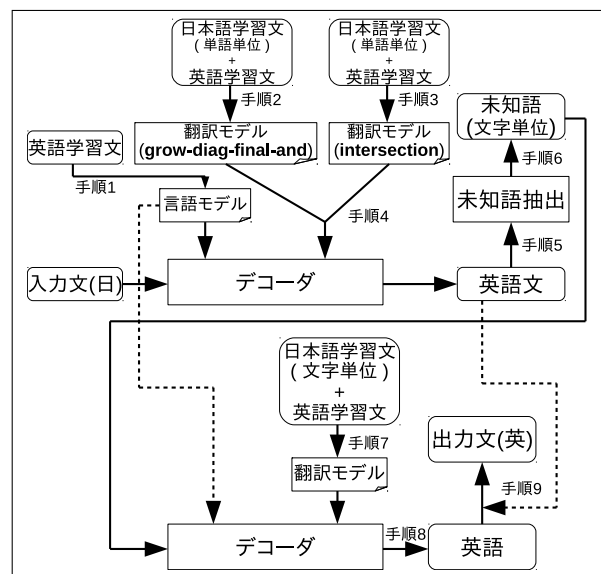 日本語学習文
(単語単位)
+
英語学習文
日本語学習文
(単語単位)
+
英語学習文
手順2
手順3
未知語
(文字単位)
英語学習文
翻訳モデル
(grow-diag-final-and)
翻訳モデル
(intersection)
手順1
手順6
言語モデル
手順4
未知語抽出
手順5
入力文(日)
デコーダ
英語文
日本語学習文
(文字単位)
+
英語学習文
手順7
出力文(英)
翻訳モデル
手順9
デコーダ
手順8
英語